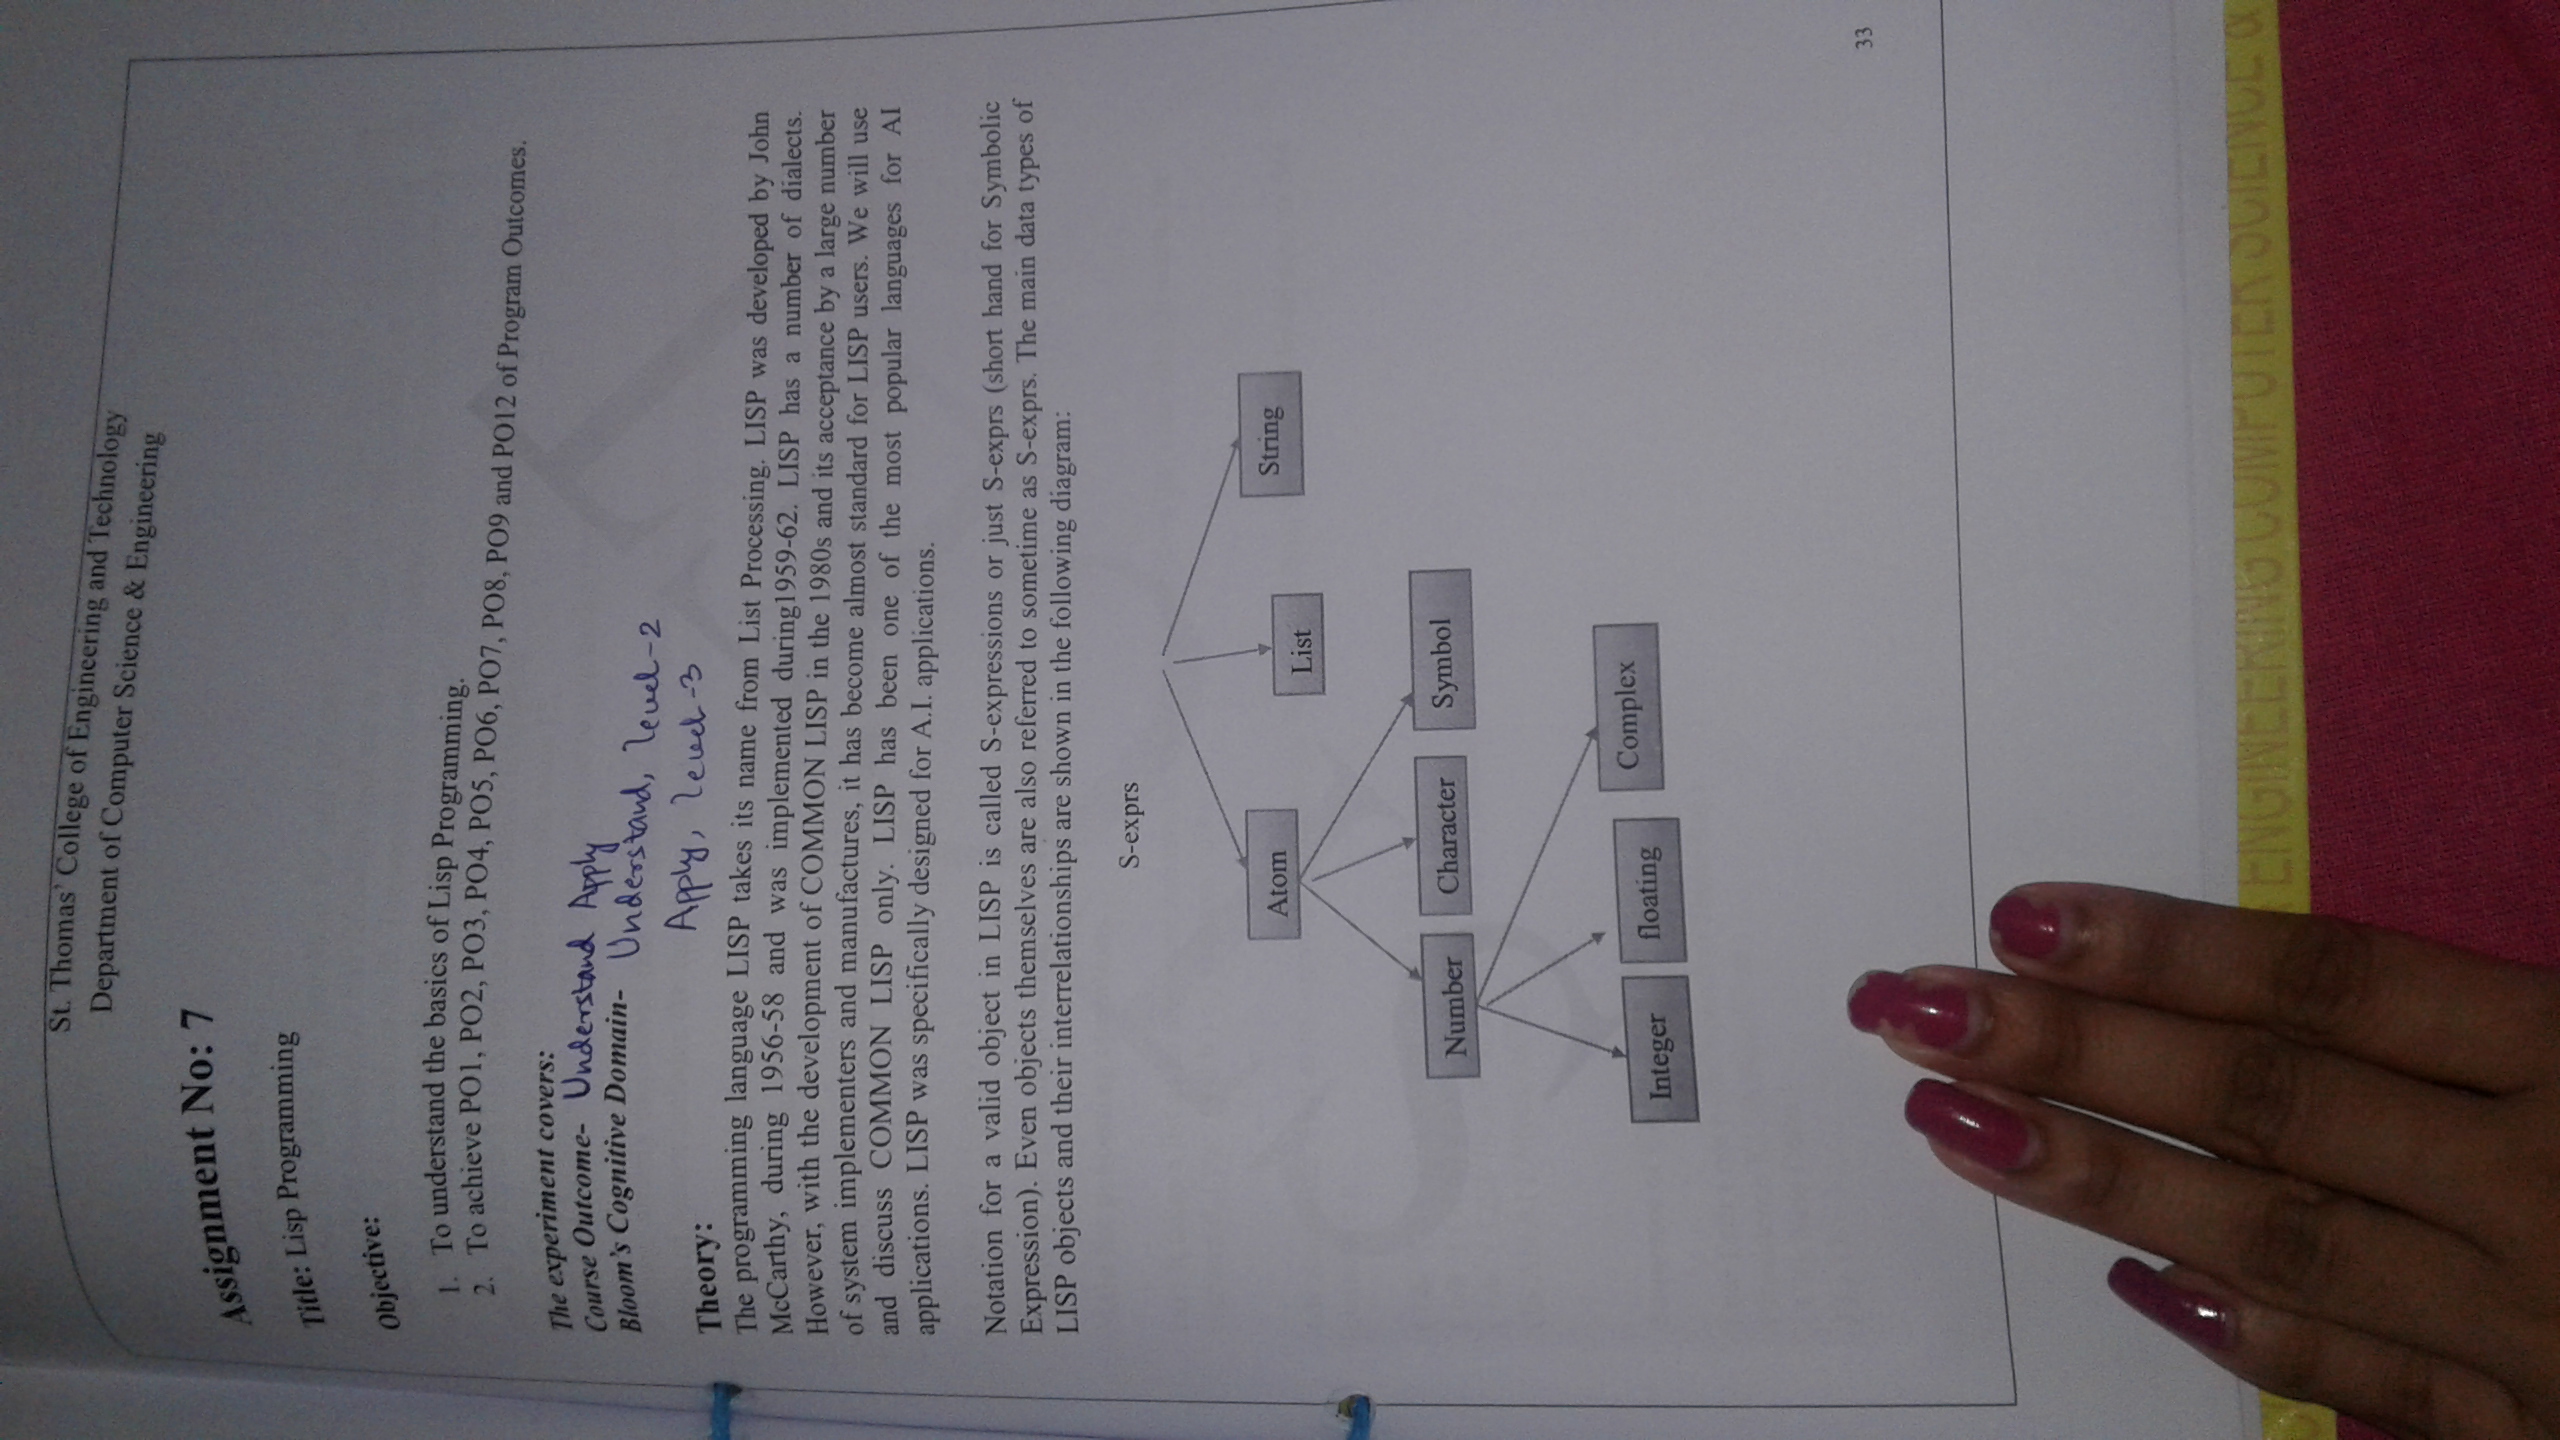 St. Thomas' College of Engineering and Technology
Department of Computer Science & Engineering
Assignment No: 7
Title: Lisp Programming
Objective:
1. To understand the basics of Lisp Programming.
2. To achieve PO1, PO2, PO3, PO4, PO5, PO6, PO7, PO8, PO9 and PO12 of Program Outcomes.
The experiment covers:
Course Outcome- Understand Apply
Bloom's Cognitive Domain- Understand, level-2
Apply, level-3
Theory:
The programming language LISP takes its name from List Processing. LISP was developed by John
McCarthy, during 1956-58 and was implemented during1959-62. LISP has a number of dialects.
However, with the development of COMMON LISP in the 1980s and its acceptance by a large number
of system implementers and manufactures, it has become almost standard for LISP users. We will use
and discuss COMMON LISP only. LISP has been one of the most popular languages for AI
applications. LISP was specifically designed for A.I. applications.
Notation for a valid object in LISP is called S-expressions or just S-exprs (short hand for Symbolic
Expression). Even objects themselves are also referred to sometime as S-exprs. The main data types of
LISP objects and their interrelationships are shown in the following diagram:
S-exprs
Atom
List
String
Number
Character
Symbol
Integer
floating
Complex
33
ENGINEERING COMPUTER SCIENCE &